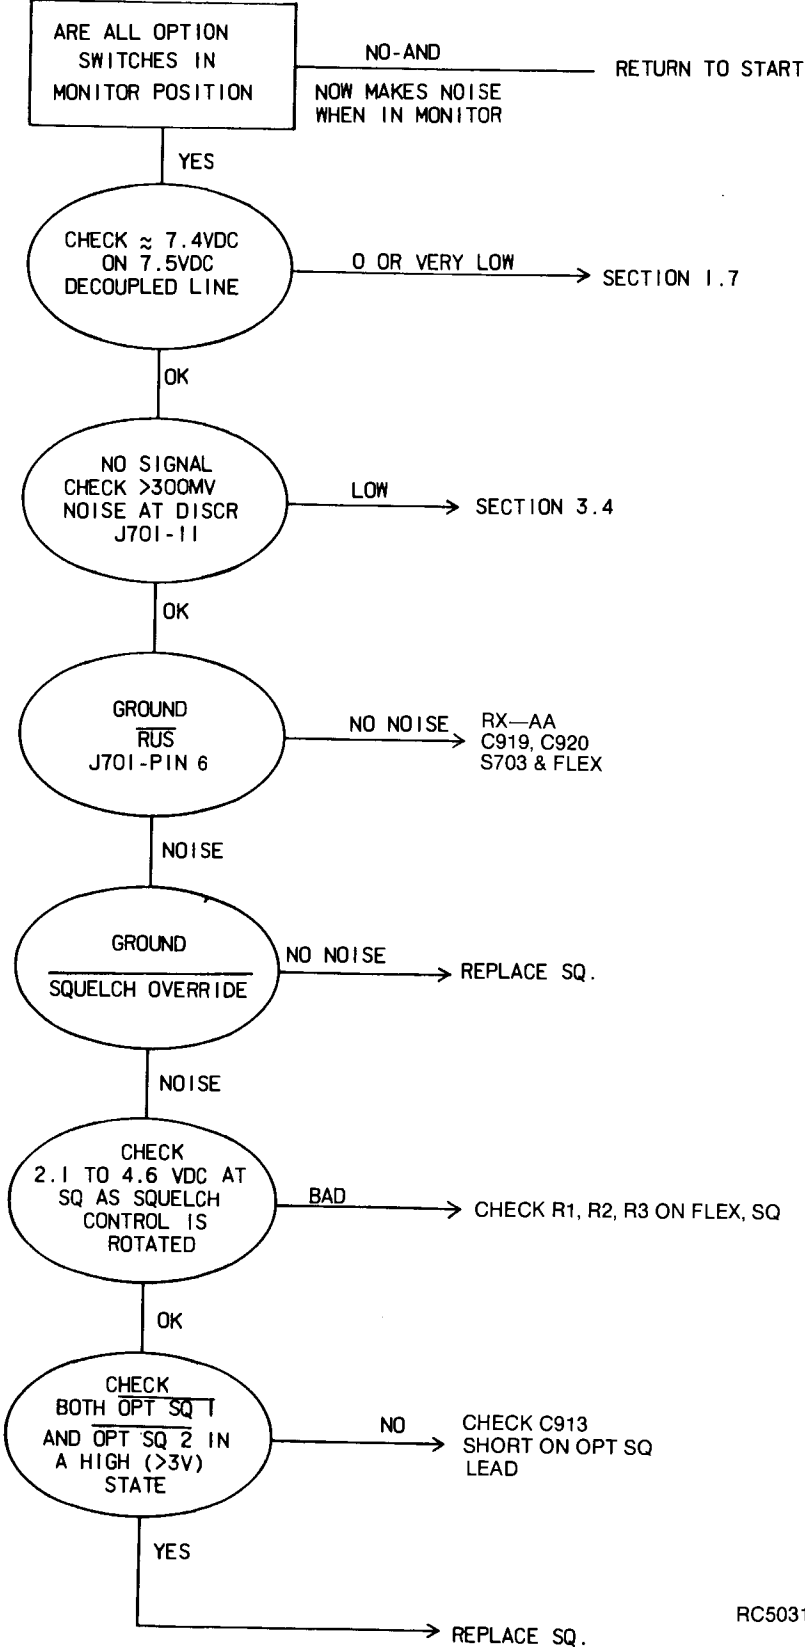 ARE ALL OPTION
SWITCHES IN
MONITOR POSITION
NO-AND
NOW MAKES NOISE
WHEN IN MONITOR
RETURN TO START
YES
CHECK ≈ 7.4VDC
ON 7.5VDC
DECOUPLED LINE
O OR VERY LOW
SECTION 1.7
OK
NO SIGNAL
CHECK >300MV
NOISE AT DISCR
J701-11
LOW
SECTION 3.4
OK
GROUND
RUS
J701-PIN 6
NO NOISE
RX—AA
C919, C920
S703 & FLEX
NOISE
GROUND
SQUELCH OVERRIDE
NO NOISE
REPLACE SQ.
NOISE
CHECK
2.1 TO 4.6 VDC AT
SQ AS SQUELCH
CONTROL IS
ROTATED
BAD
CHECK R1, R2, R3 ON FLEX, SQ
OK
CHECK
BOTH OPT SQ 1
AND OPT SQ 2 IN
A HIGH (>3V)
STATE
NO
CHECK C913
SHORT ON OPT SQ
LEAD
YES
REPLACE SQ.
RC5031